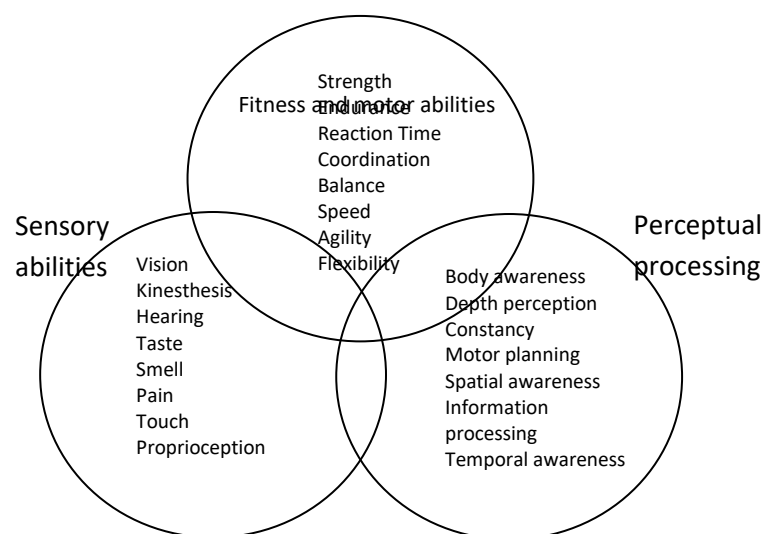 Strength
Fitness and motor abilities
Endurance
Reaction Time
Coordination
Balance
Speed
Agility
Flexibility
Sensory
abilities
Vision
Kinesthesis
Hearing
Taste
Smell
Pain
Touch
Proprioception
Perceptual
processing
Body awareness
Depth perception
Constancy
Motor planning
Spatial awareness
Information
processing
Temporal awareness